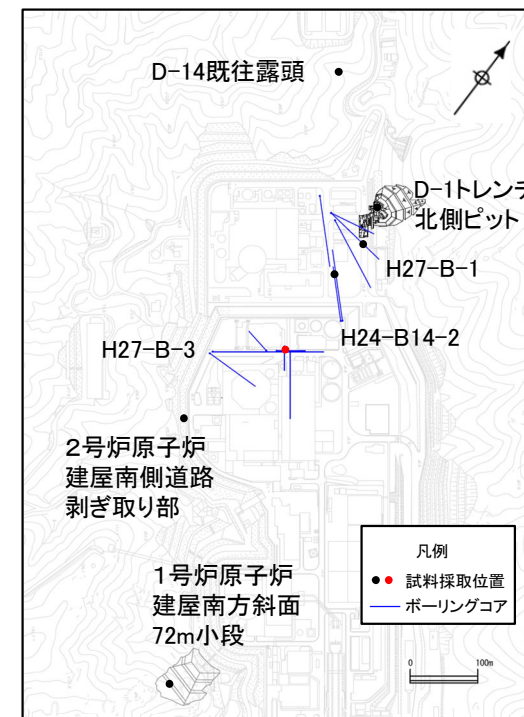 D-14既往露頭
D-1トレンチ
北側ピット
H27-B-1
H24-B14-2
H27-B-3
2号炉原子炉
建屋南側道路
剥ぎ取り部
1号炉原子炉
建屋南方斜面
72m小段
凡例
試料採取位置
ボーリングコア
0 100m